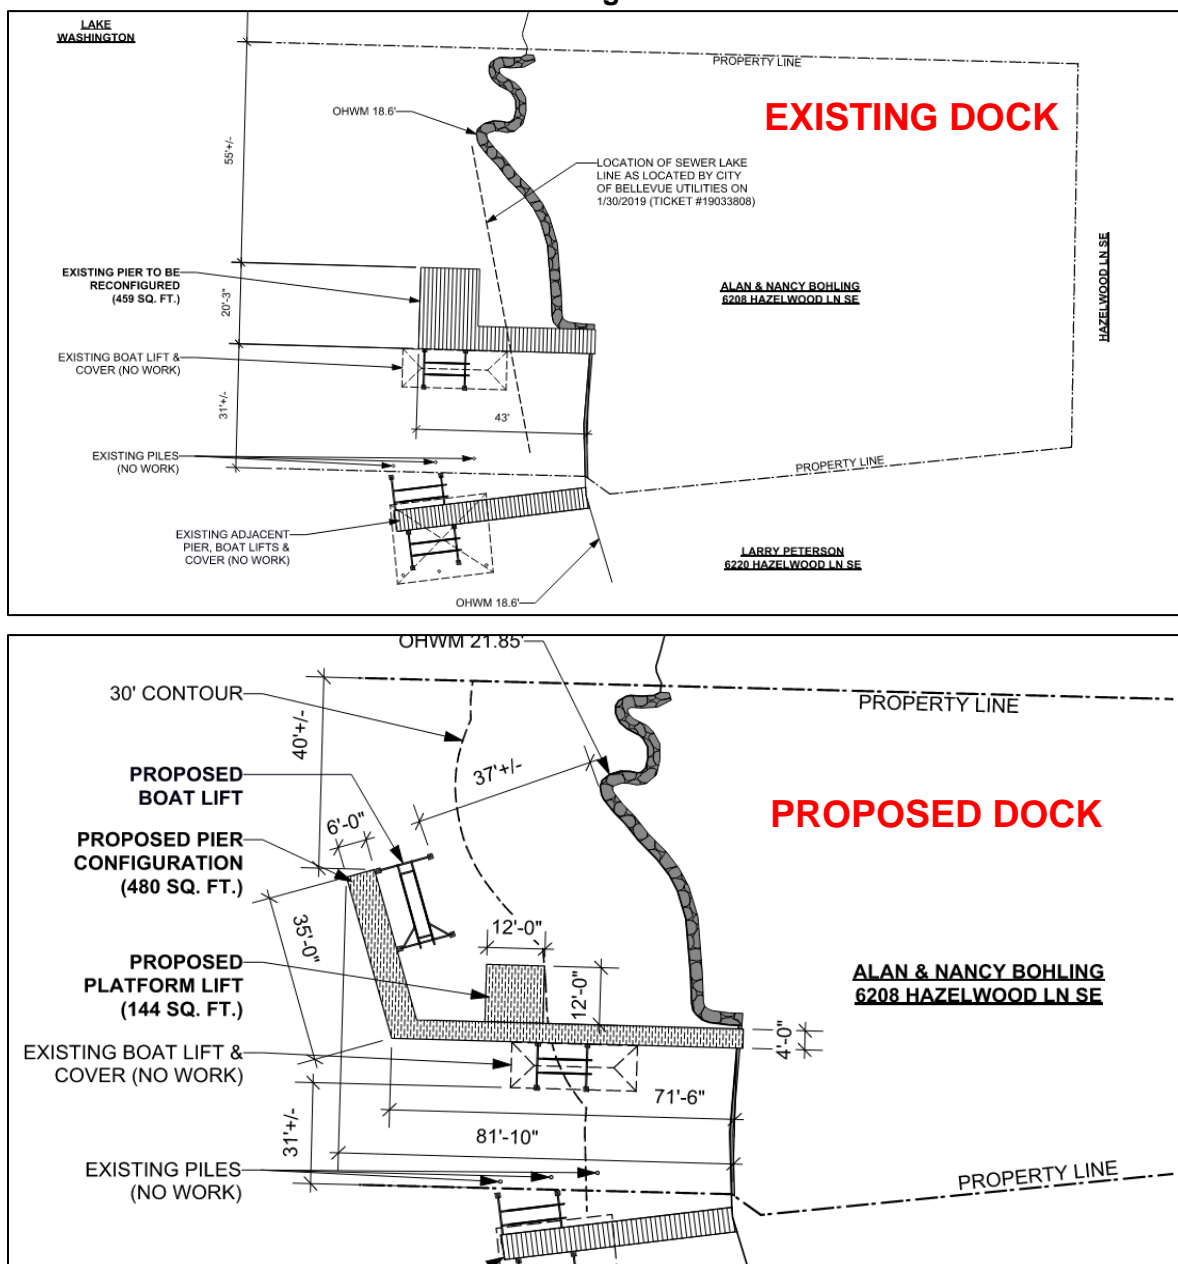 LAKE
WASHINGTON
PROPERTY LINE
EXISTING DOCK
OHWM 18.6'
55'+/-
LOCATION OF SEWER LAKE
LINE AS LOCATED BY CITY
OF BELLEVUE UTILITIES ON
1/30/2019 (TICKET #19033808)
HAZELWOOD LN SE
EXISTING PIER TO BE
RECONFIGURED
(459 SQ. FT.)
20'-3"
ALAN & NANCY BOHLING
6208 HAZELWOOD LN SE
EXISTING BOAT LIFT &
COVER (NO WORK)
31'+/-
43'
EXISTING PILES
(NO WORK)
PROPERTY LINE
EXISTING ADJACENT
PIER, BOAT LIFTS &
COVER (NO WORK)
LARRY PETERSON
6220 HAZELWOOD LN SE
OHWM 18.6'
OHWM 21.85'
30' CONTOUR
PROPERTY LINE
40'+/-
37'+/-
PROPOSED
BOAT LIFT
PROPOSED DOCK
6'-0"
PROPOSED PIER
CONFIGURATION
(480 SQ. FT.)
35'-0"
12'-0"
PROPOSED
PLATFORM LIFT
(144 SQ. FT.)
12'-0"
ALAN & NANCY BOHLING
6208 HAZELWOOD LN SE
4'-0"
EXISTING BOAT LIFT &
COVER (NO WORK)
71'-6"
31'+/-
81'-10"
EXISTING PILES
(NO WORK)
PROPERTY LINE